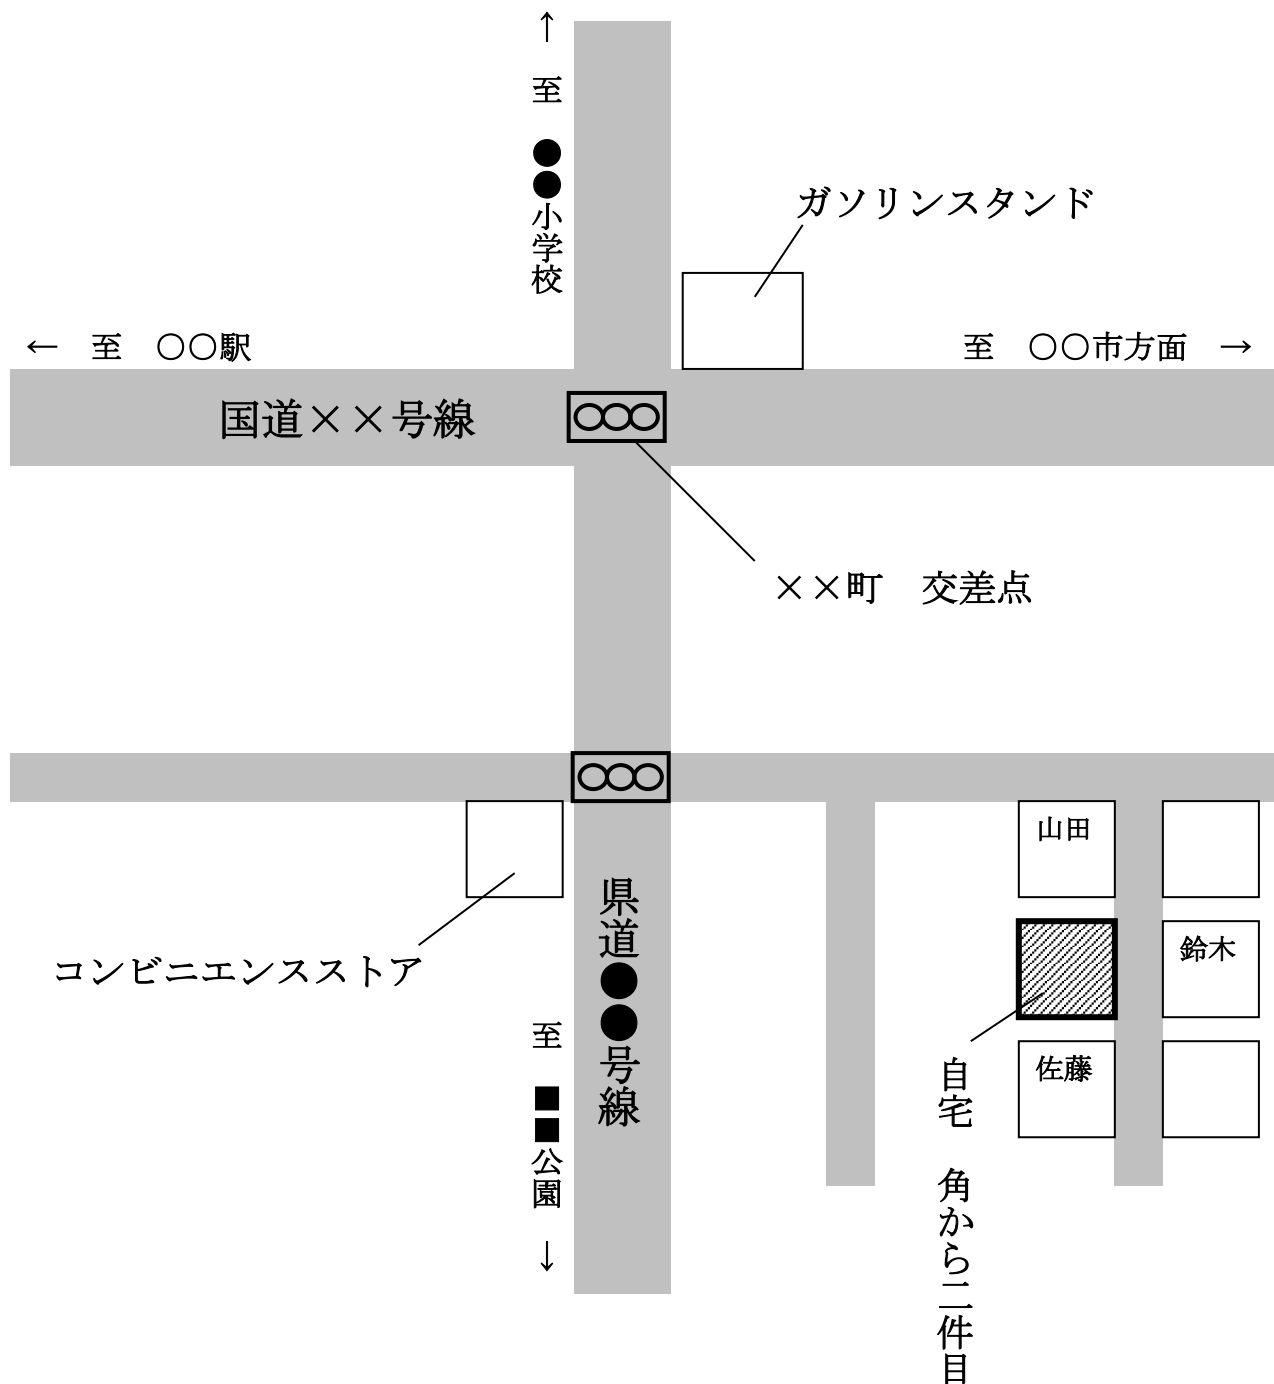 ↑　至　●●小学校
ガソリンスタンド
←　至　〇〇駅
至　〇〇市方面　→
国道××号線
××町　交差点
山田
鈴木
佐藤
コンビニエンスストア
県道●●号線
至　■■公園　↓
自宅　角から二件目